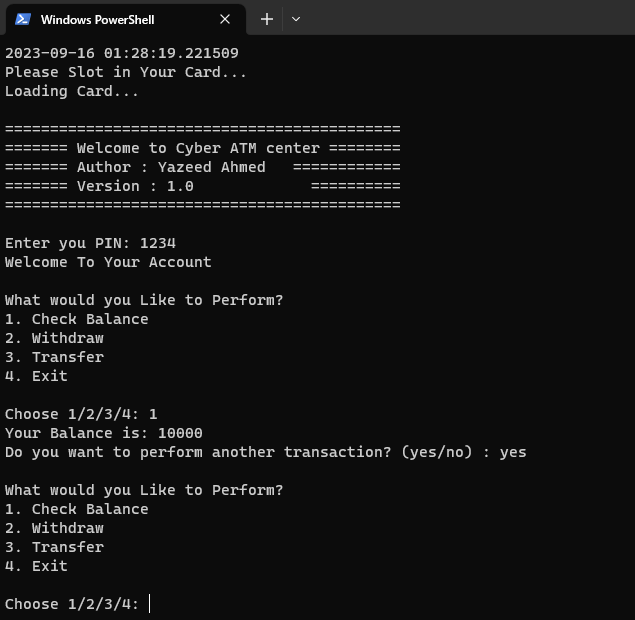 Windows PowerShell
2023-09-16 01:28:19.221509
Please Slot in Your Card...
Loading Card...
============================================
======= Welcome to Cyber ATM center ========
======= Author : Yazeed Ahmed   ============
======= Version : 1.0             ==========
============================================
Enter you PIN: 1234
Welcome To Your Account
What would you Like to Perform?
1. Check Balance
2. Withdraw
3. Transfer
4. Exit
Choose 1/2/3/4: 1
Your Balance is: 10000
Do you want to perform another transaction? (yes/no) : yes
What would you Like to Perform?
1. Check Balance
2. Withdraw
3. Transfer
4. Exit
Choose 1/2/3/4: